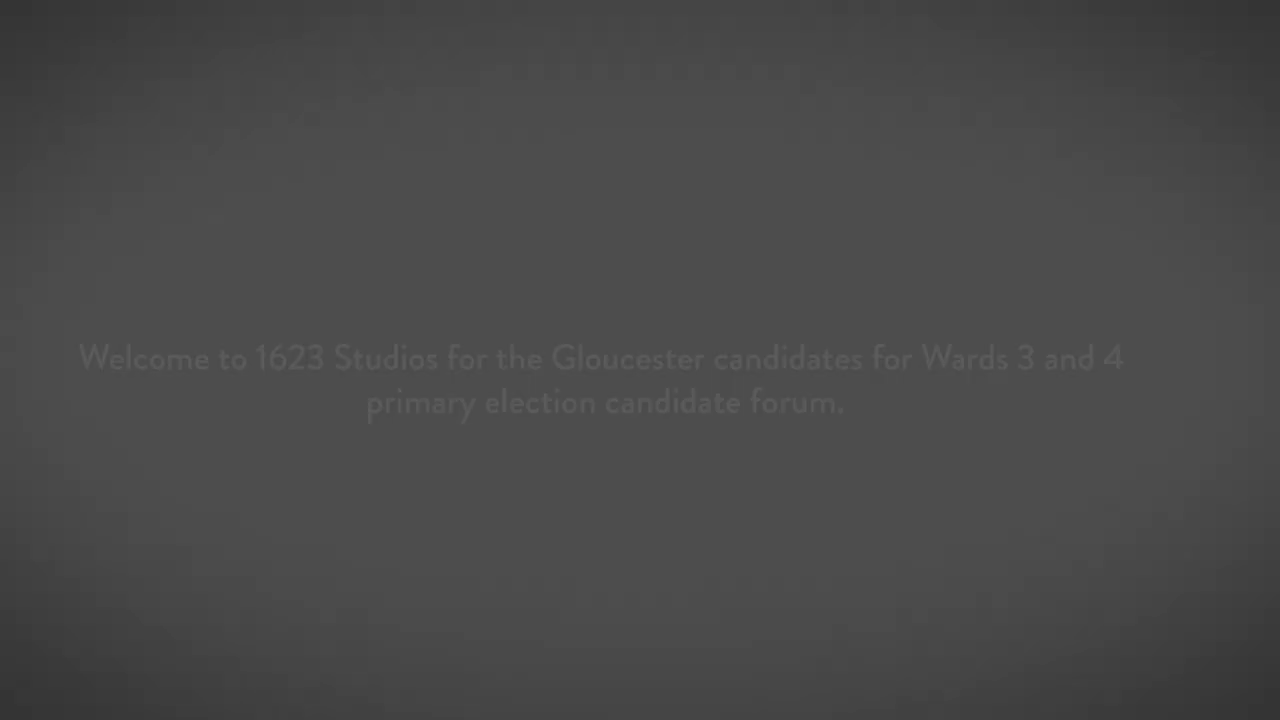 Welcome to 1623 Studios for the Gloucester candidates for Wards 3 and 4
primary election candidate forum.